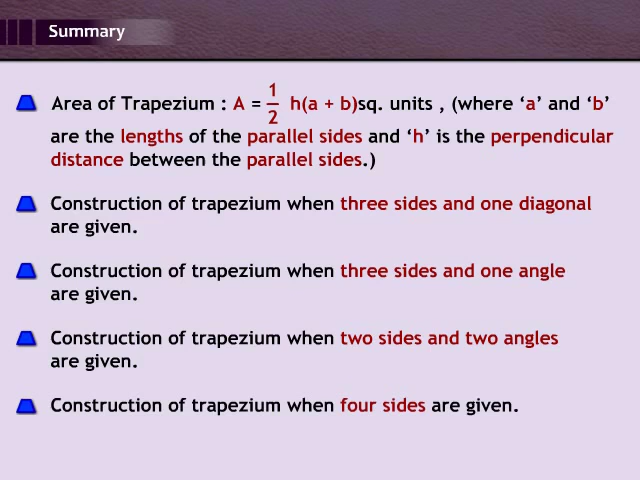 Summary
Area of Trapezium : A = 1/2 h(a + b)sq. units , (where ‘a’ and ‘b’
are the lengths of the parallel sides and ‘h’ is the perpendicular
distance between the parallel sides.)
Construction of trapezium when three sides and one diagonal
are given.
Construction of trapezium when three sides and one angle
are given.
Construction of trapezium when two sides and two angles
are given.
Construction of trapezium when four sides are given.